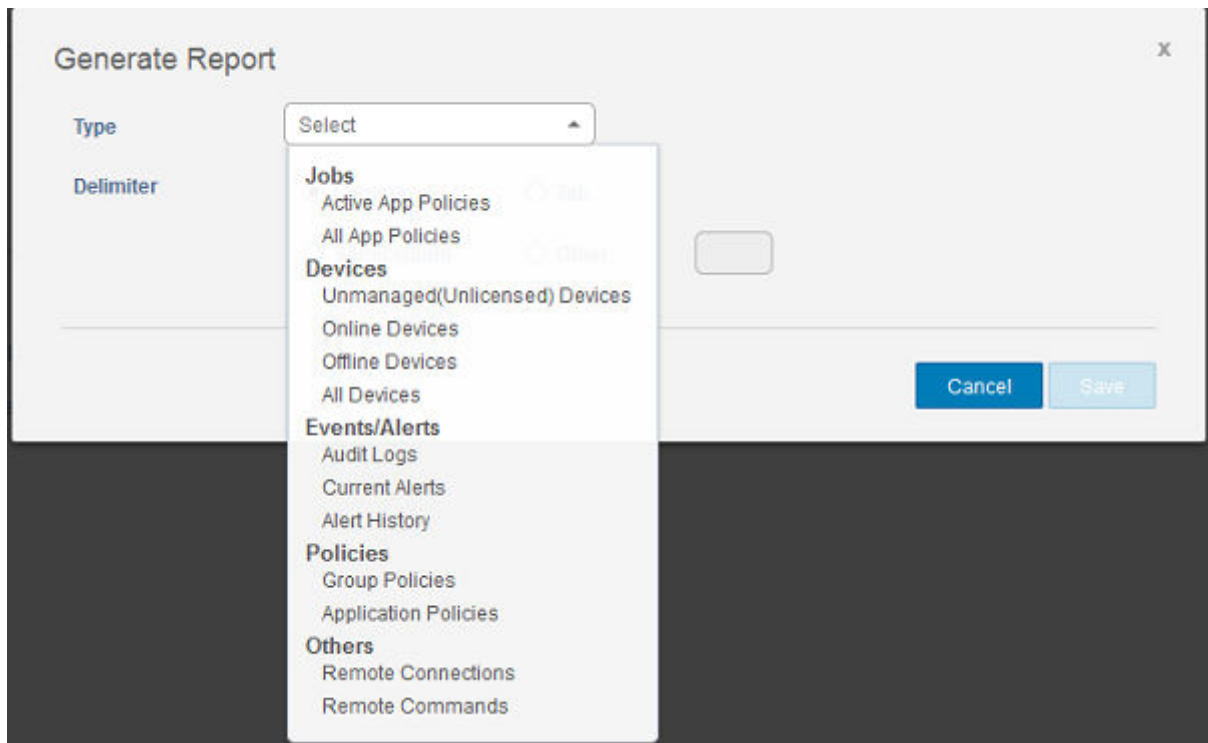 Generate Report
x
Type
Select
Delimiter
Tab
Other
Jobs
Active App Policies
All App Policies
Devices
Unmanaged(Unlicensed) Devices
Online Devices
Offline Devices
All Devices
Events/Alerts
Audit Logs
Current Alerts
Alert History
Policies
Group Policies
Application Policies
Others
Remote Connections
Remote Commands
Cancel
Save